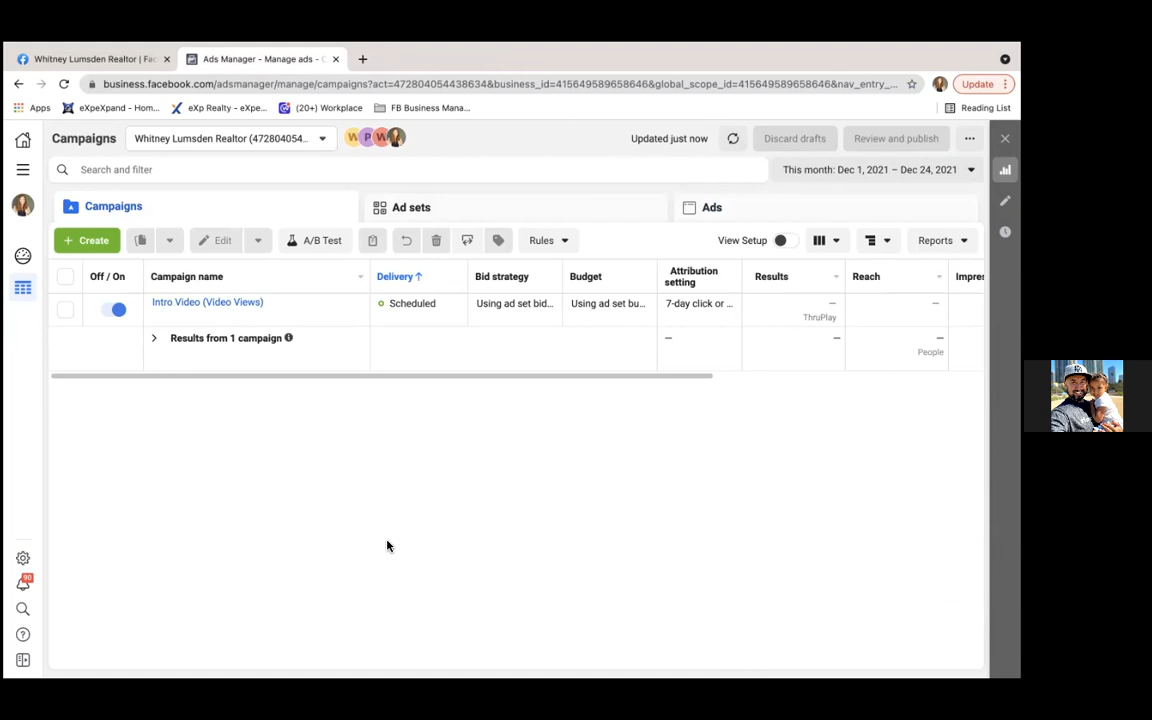 Whitney Lumsden Realtor | Fac
Ads Manager - Manage ads - C
business.facebook.com/adsmanager/manage/campaigns?act=472804054438634&business_id=415649589658646&global_scope_id=415649589658646&nav_entry_...
Update
Apps
eXpeXpand - Hom...
eXp Realty - eXpe...
(20+) Workplace
FB Business Mana...
Reading List
Campaigns
Whitney Lumsden Realtor (472804054...
W P W
Updated just now
Discard drafts
Review and publish
Search and filter
This month: Dec 1, 2021 – Dec 24, 2021
Campaigns
Ad sets
Ads
+ Create
Edit
A/B Test
Rules
View Setup
Reports
Off / On
Campaign name
Delivery ↑
Bid strategy
Budget
Attribution
setting
Results
Reach
Impres
Intro Video (Video Views)
Scheduled
Using ad set bid...
Using ad set bu...
7-day click or ...
—
ThruPlay
—
Results from 1 campaign
—
—
—
People
90